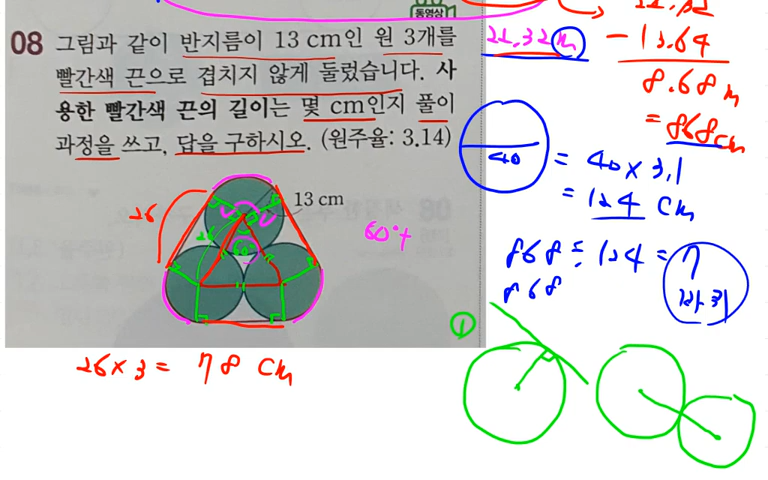 동영상
08 그림과 같이 반지름이 13 cm인 원 3개를
빨간색 끈으로 겹치지 않게 둘렀습니다. 사
용한 빨간색 끈의 길이는 몇 cm인지 풀이
과정을 쓰고, 답을 구하시오. (원주율: 3.14)
13 cm
26
26
60
60°+
26×3 = 78 cm
22.32m
-13.64
8.68m
= 868cm
40
= 40×3.1
= 124 cm
868 ÷ 124 = 7
868
바퀴
①